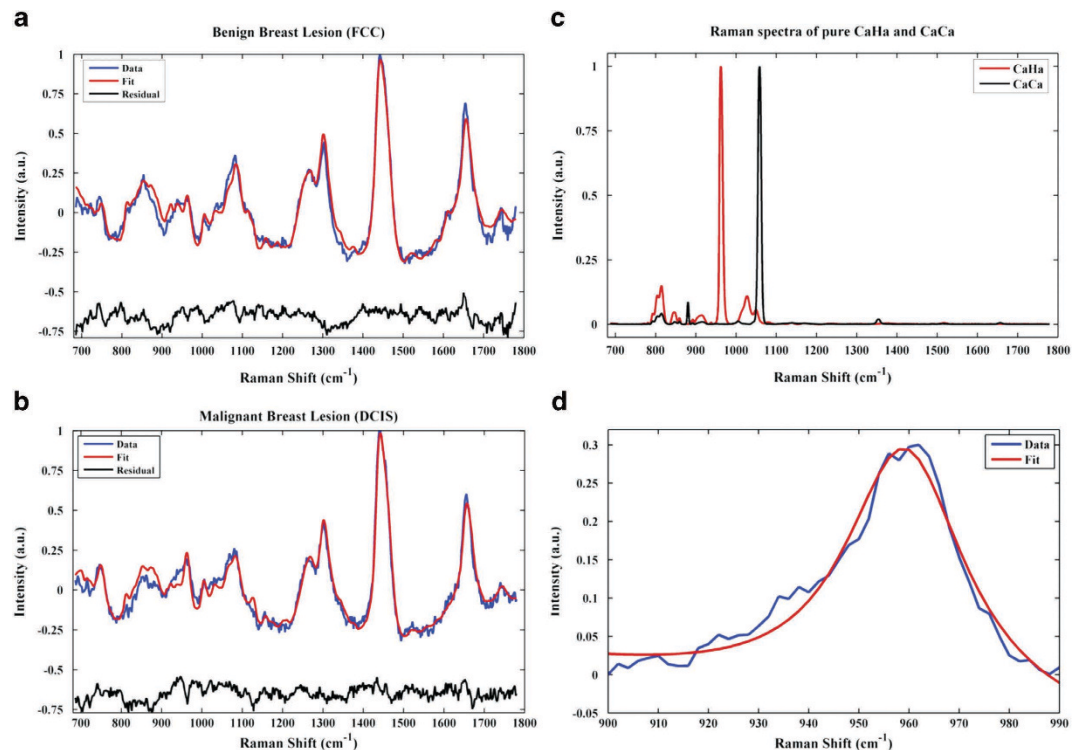 a
Benign Breast Lesion (FCC)
1
0.75
0.5
0.25
0
-0.25
-0.5
-0.75
Intensity (a.u.)
Data
Fit
Residual
700 800 900 1000 1100 1200 1300 1400 1500 1600 1700 1800
Raman Shift (cm-1)
b
Malignant Breast Lesion (DCIS)
1
0.75
0.5
0.25
0
-0.25
-0.5
-0.75
Intensity (a.u.)
Data
Fit
Residual
700 800 900 1000 1100 1200 1300 1400 1500 1600 1700 1800
Raman Shift (cm-1)
c
Raman spectra of pure CaHa and CaCa
1
0.75
0.5
0.25
0
Intensity (a.u.)
CaHa
CaCa
700 800 900 1000 1100 1200 1300 1400 1500 1600 1700 1800
Raman Shift (cm-1)
d
0.3
0.25
0.2
0.15
0.1
0.05
0
-0.05
Intensity (a.u.)
Data
Fit
900 910 920 930 940 950 960 970 980 990
Raman Shift (cm-1)